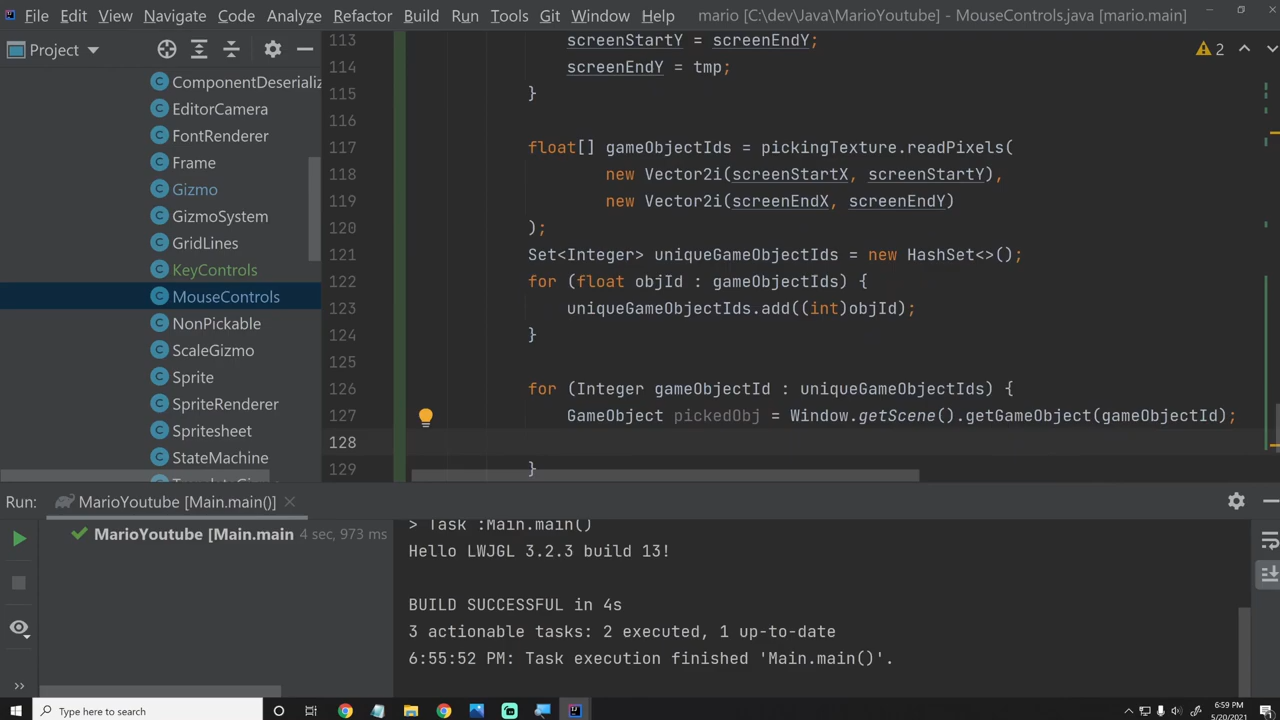 File Edit View Navigate Code Analyze Refactor Build Run Tools Git Window Help mario [C:\dev\Java\MarioYoutube] - MouseControls.java [mario.main]
Project
ComponentDeserializ
EditorCamera
FontRenderer
Frame
Gizmo
GizmoSystem
GridLines
KeyControls
MouseControls
NonPickable
ScaleGizmo
Sprite
SpriteRenderer
Spritesheet
StateMachine
2
113 screenStartY = screenEndY;
114 screenEndY = tmp;
115 }
116
117 float[] gameObjectIds = pickingTexture.readPixels(
118 new Vector2i(screenStartX, screenStartY),
119 new Vector2i(screenEndX, screenEndY)
120 );
121 Set<Integer> uniqueGameObjectIds = new HashSet<>();
122 for (float objId : gameObjectIds) {
123 uniqueGameObjectIds.add((int)objId);
124 }
125
126 for (Integer gameObjectId : uniqueGameObjectIds) {
127 GameObject pickedObj = Window.getScene().getGameObject(gameObjectId);
128
129 }
Run: MarioYoutube [Main.main()]
MarioYoutube [Main.main 4 sec, 973 ms
> Task :Main.main()
Hello LWJGL 3.2.3 build 13!
BUILD SUCCESSFUL in 4s
3 actionable tasks: 2 executed, 1 up-to-date
6:55:52 PM: Task execution finished 'Main.main()'.
Type here to search
6:59 PM
5/20/2021